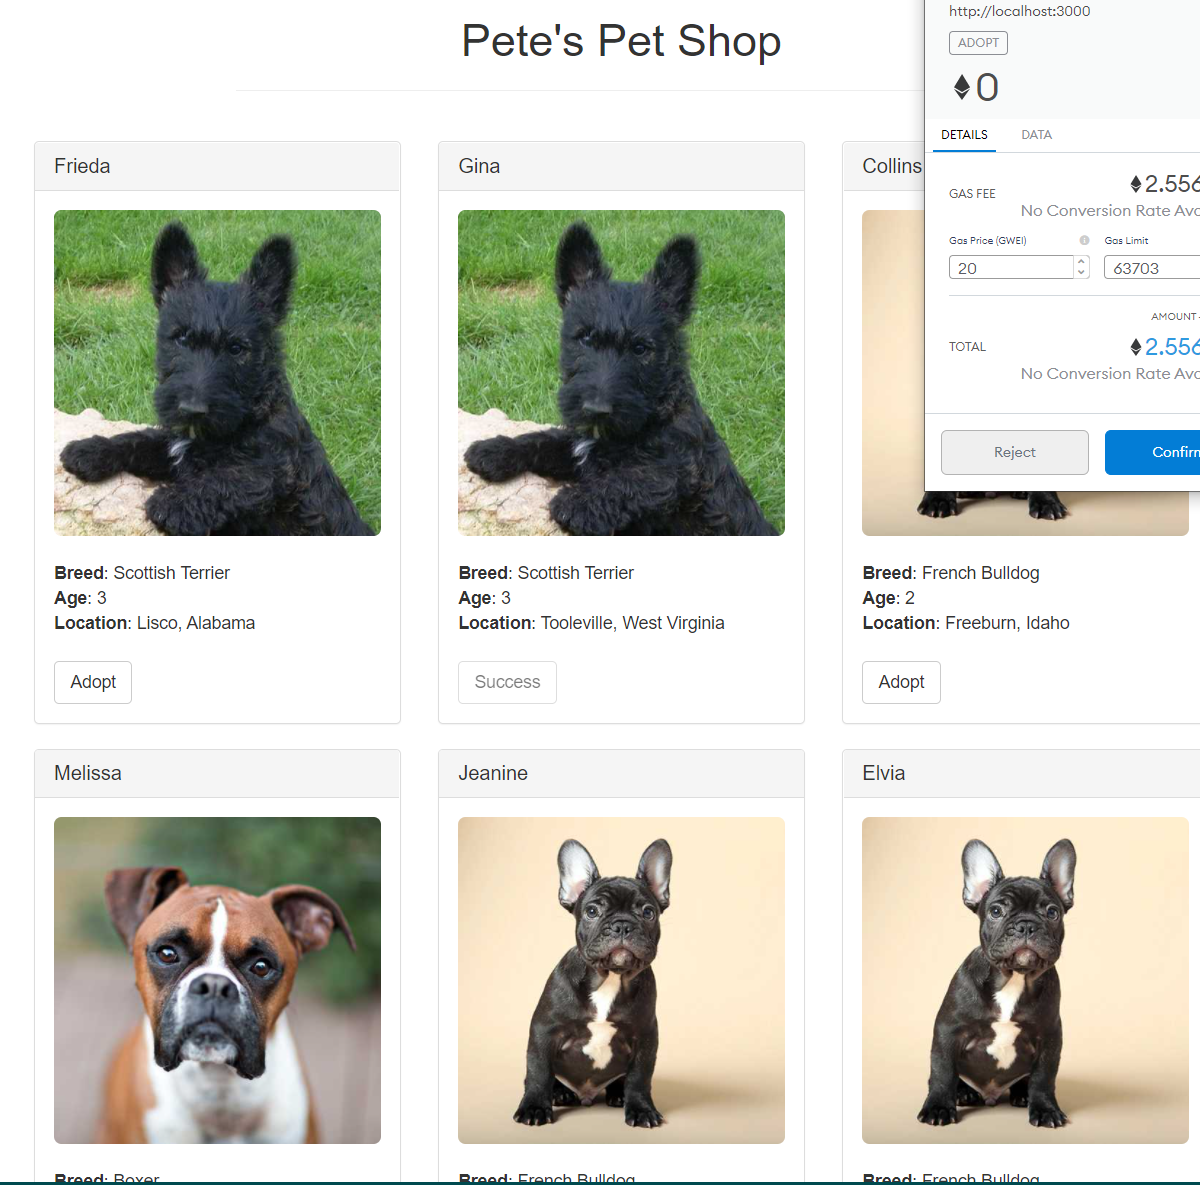 Pete's Pet Shop
http://localhost:3000
ADOPT
0
DETAILS DATA
GAS FEE
2.556
No Conversion Rate
Gas Price (GWEI) Gas Limit
20 63703
AMOUNT
TOTAL
2.556
No Conversion Rate
Reject
Frieda
Breed: Scottish Terrier
Age: 3
Location: Lisco, Alabama
Adopt
Gina
Breed: Scottish Terrier
Age: 3
Location: Tooleville, West Virginia
Success
Collins
Breed: French Bulldog
Age: 2
Location: Freeburn, Idaho
Adopt
Melissa
Breed: Boxer
Jeanine
Breed: French Bulldog
Elvia
Breed: French Bulldog